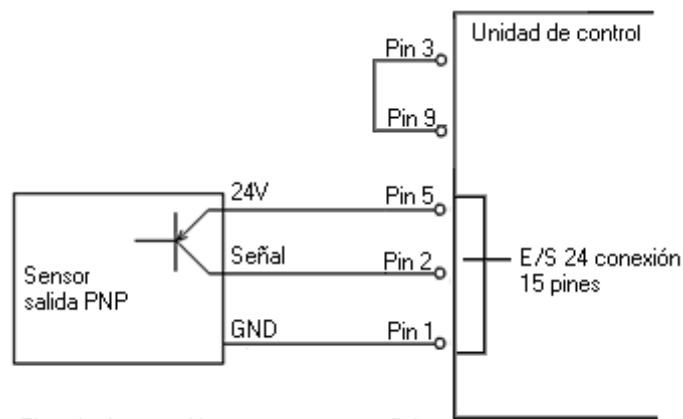 Unidad de control
Pin 3
Pin 9
24V
Pin 5
Señal
Pin 2
E/S 24 conexión
15 pines
Sensor
salida PNP
GND
Pin 1